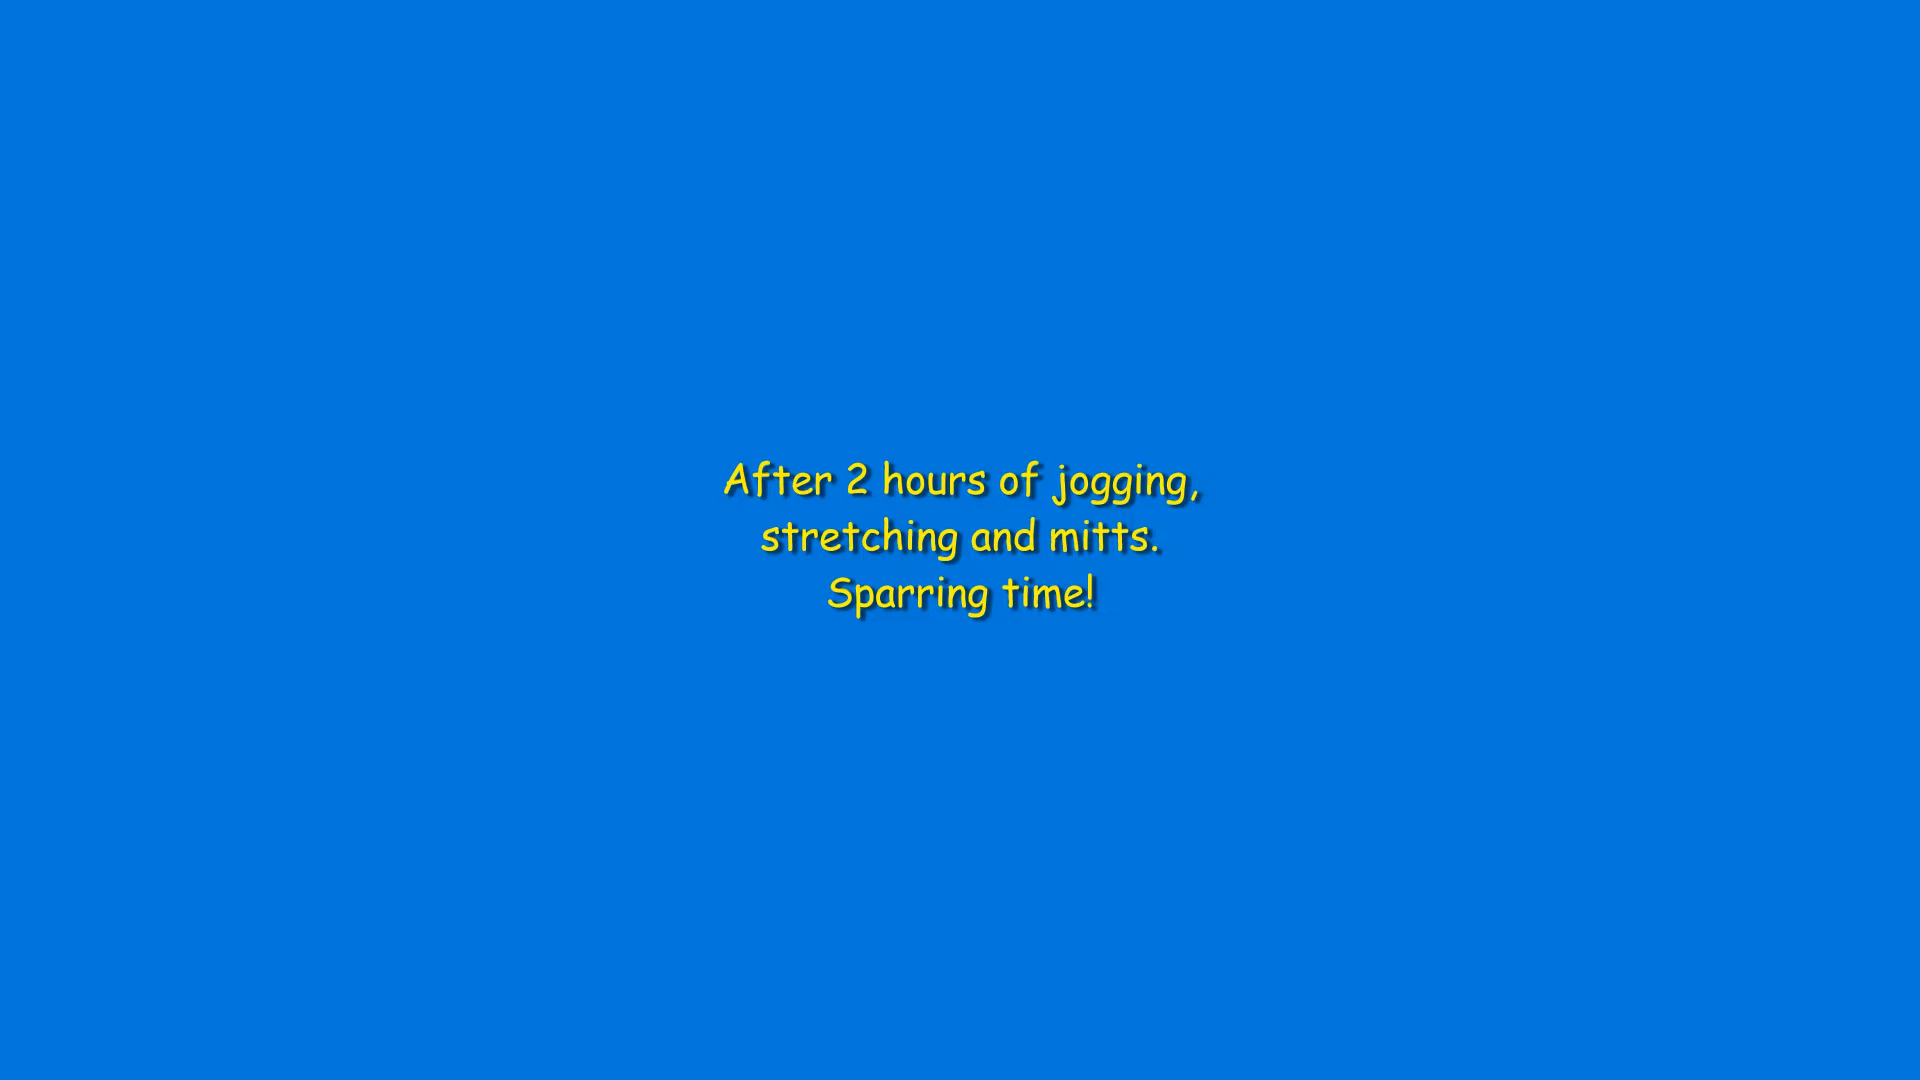 After 2 hours of jogging,
stretching and mitts.
Sparring time!